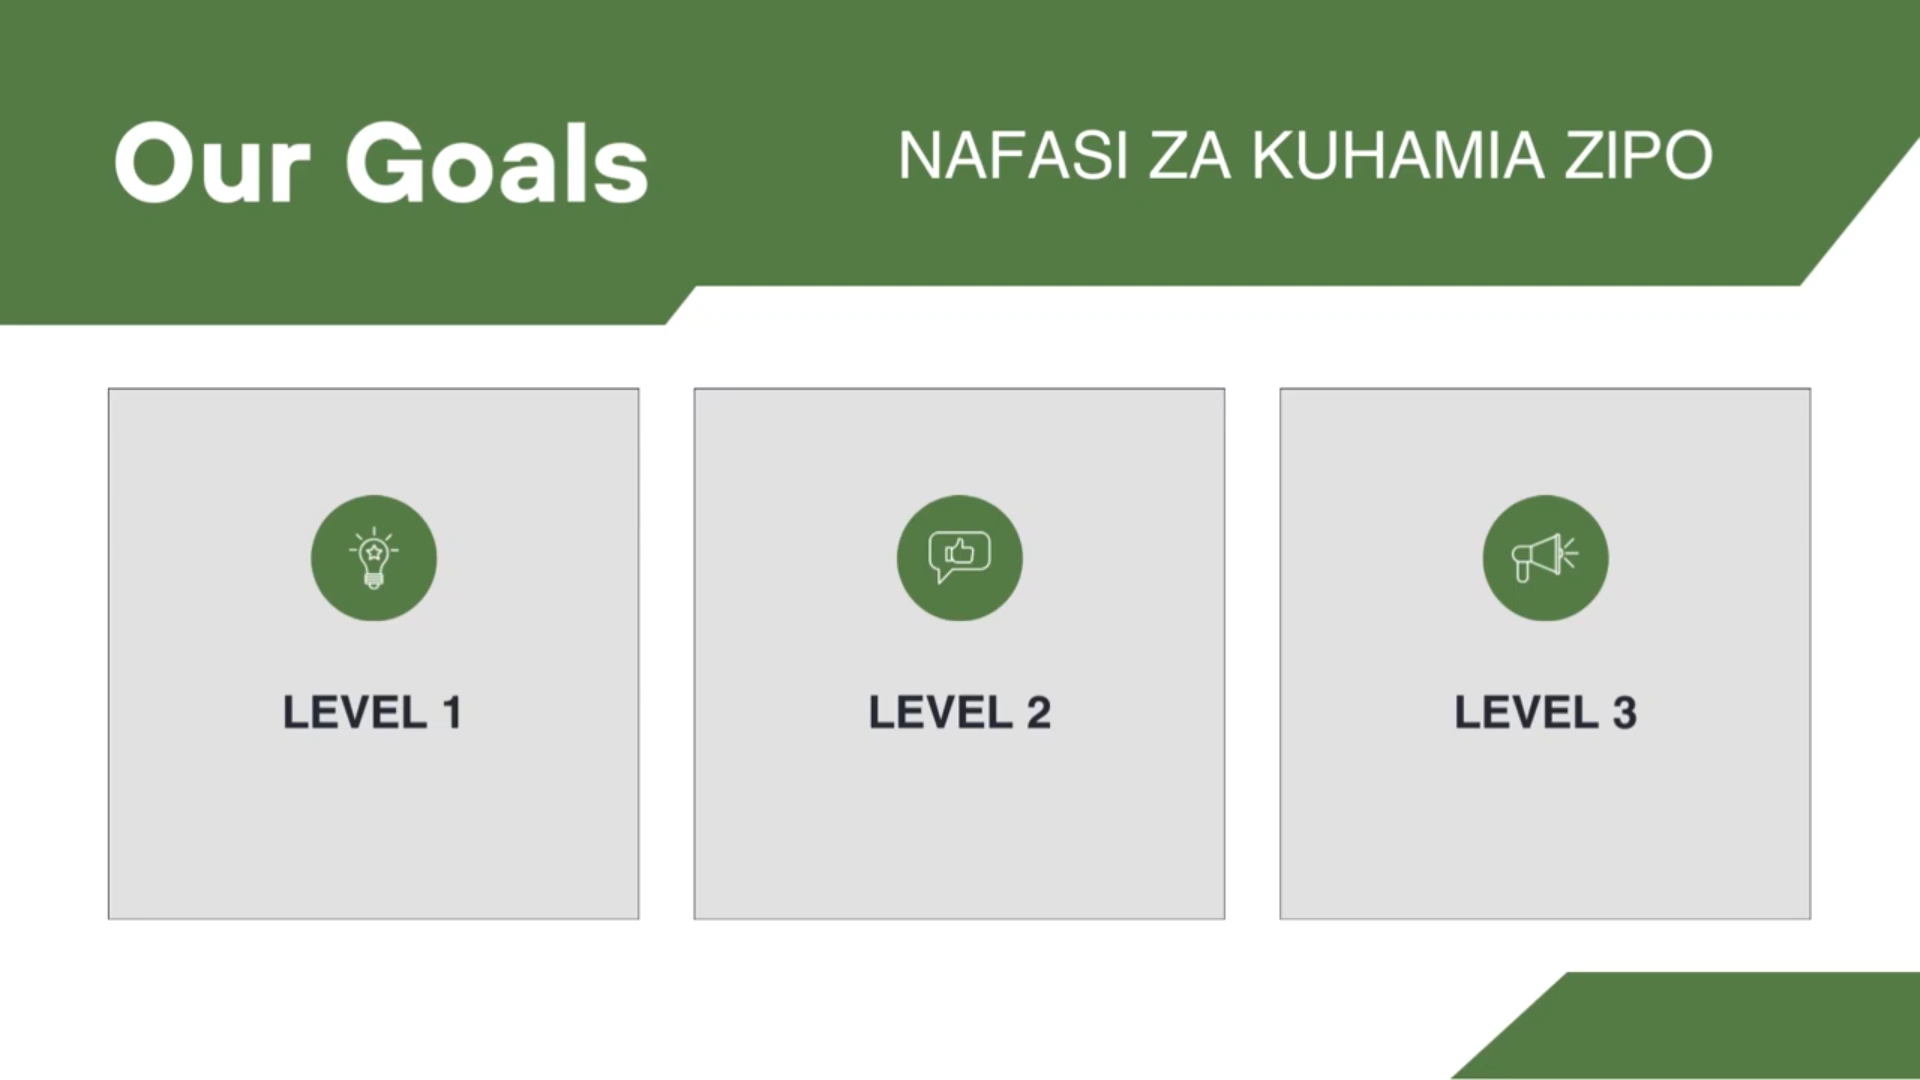 Our Goals
NAFASI ZA KUHAMIA ZIPO
LEVEL 1
LEVEL 2
LEVEL 3